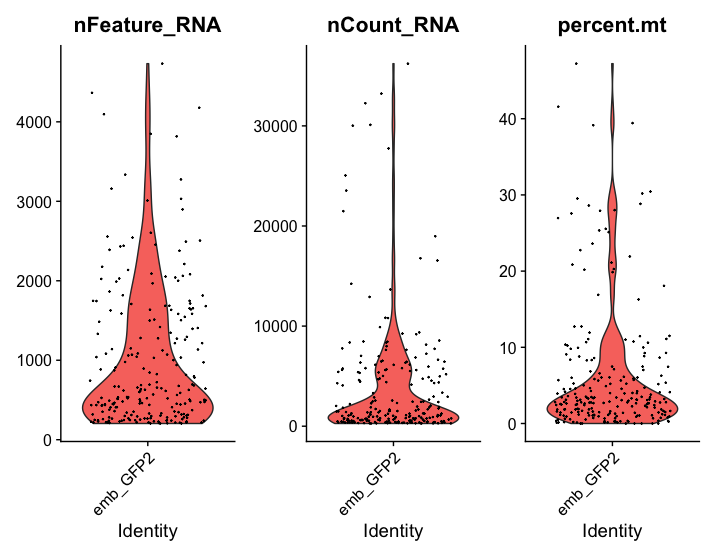 nFeature_RNA
4000
3000
2000
1000
0
emb_GFP2
Identity
nCount_RNA
30000
20000
10000
0
emb_GFP2
Identity
percent.mt
40
30
20
10
0
emb_GFP2
Identity